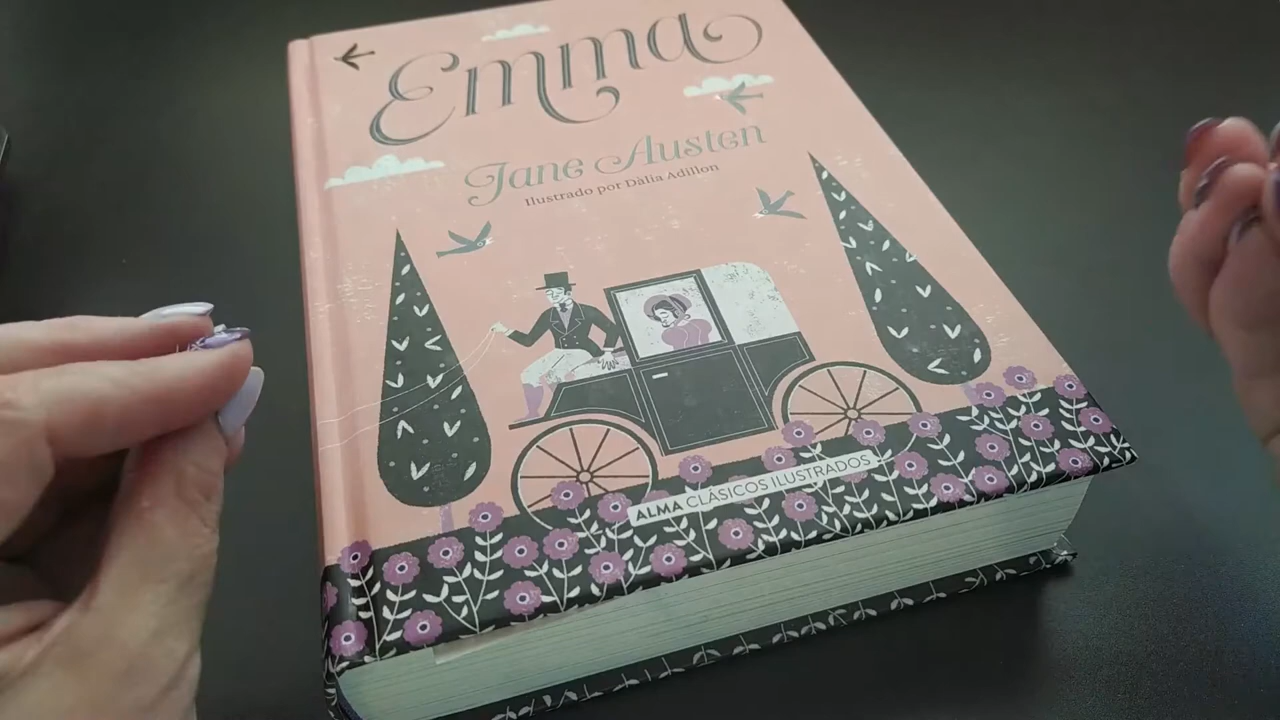 Emma
Jane Austen
Ilustrado por Dàlia Adillon
ALMA CLÁSICOS ILUSTRADOS